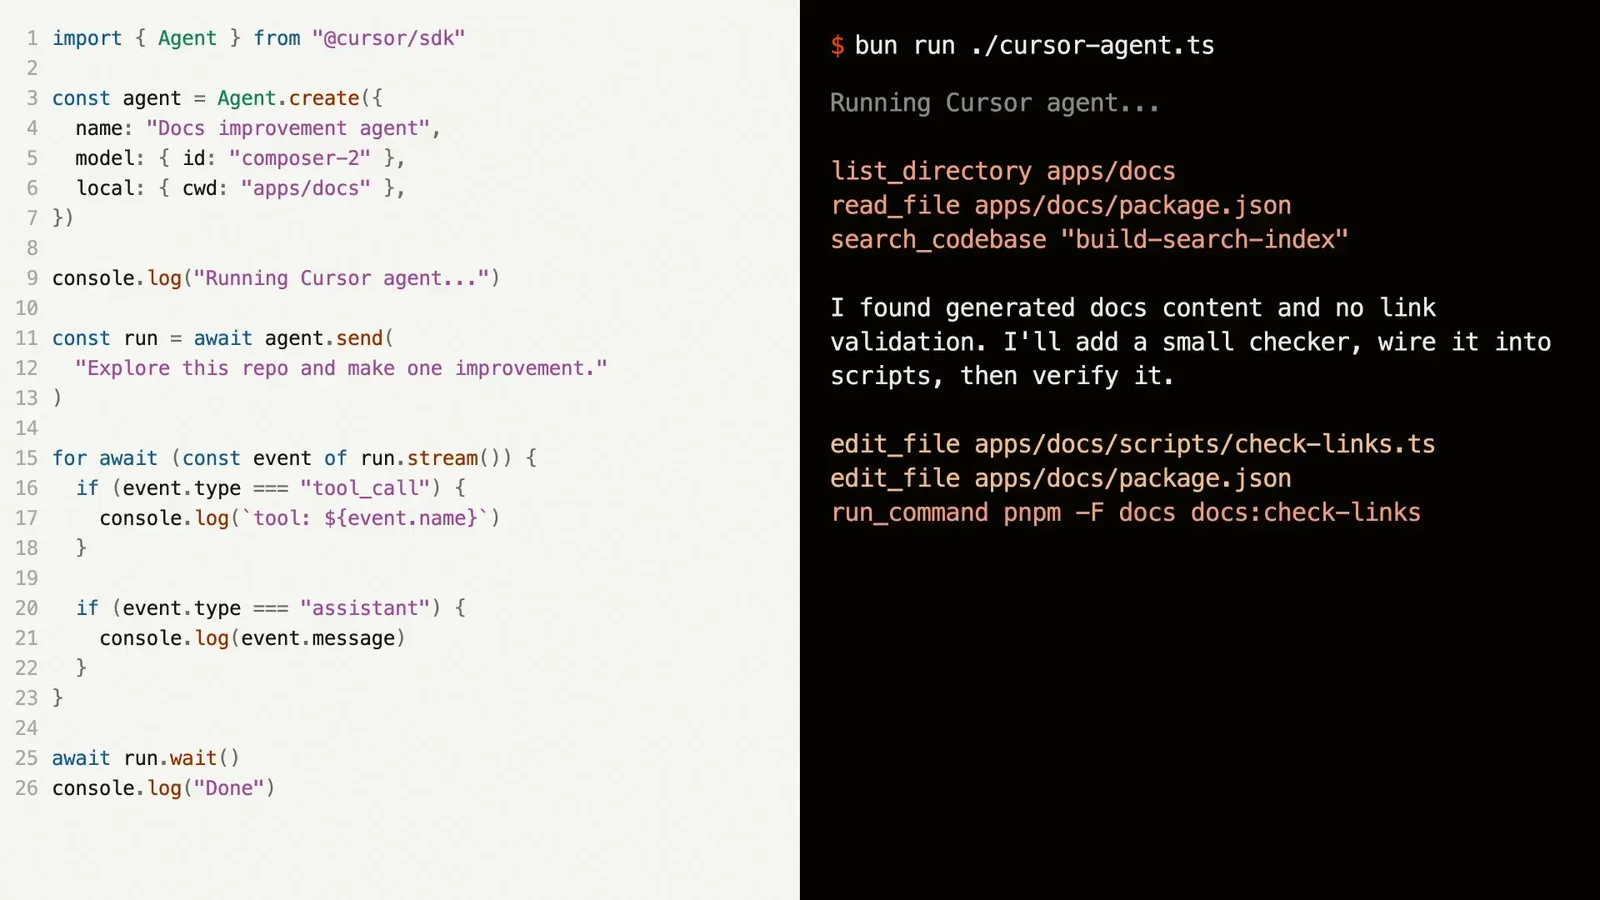 1 import { Agent } from "@cursor/sdk"
2
3 const agent = Agent.create({
4   name: "Docs improvement agent",
5   model: { id: "composer-2" },
6   local: { cwd: "apps/docs" },
7 })
8
9 console.log("Running Cursor agent...")
10
11 const run = await agent.send(
12   "Explore this repo and make one improvement."
13 )
14
15 for await (const event of run.stream()) {
16   if (event.type === "tool_call") {
17     console.log(`tool: ${event.name}`)
18   }
19
20   if (event.type === "assistant") {
21     console.log(event.message)
22   }
23 }
24
25 await run.wait()
26 console.log("Done")
$ bun run ./cursor-agent.ts
Running Cursor agent...
list_directory apps/docs
read_file apps/docs/package.json
search_codebase "build-search-index"
I found generated docs content and no link
validation. I'll add a small checker, wire it into
scripts, then verify it.
edit_file apps/docs/scripts/check-links.ts
edit_file apps/docs/package.json
run_command pnpm -F docs docs:check-links